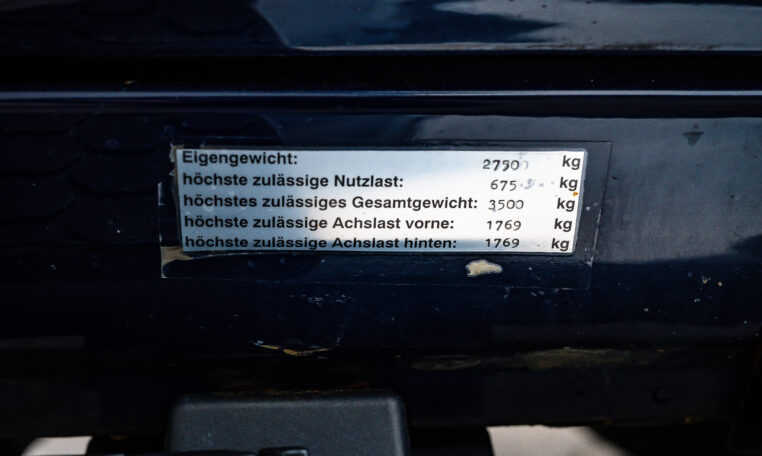 Eigengewicht: 2750 kg
höchste zulässige Nutzlast: 675 kg
höchstes zulässiges Gesamtgewicht: 3500 kg
höchste zulässige Achslast vorne: 1769 kg
höchste zulässige Achslast hinten: 1769 kg